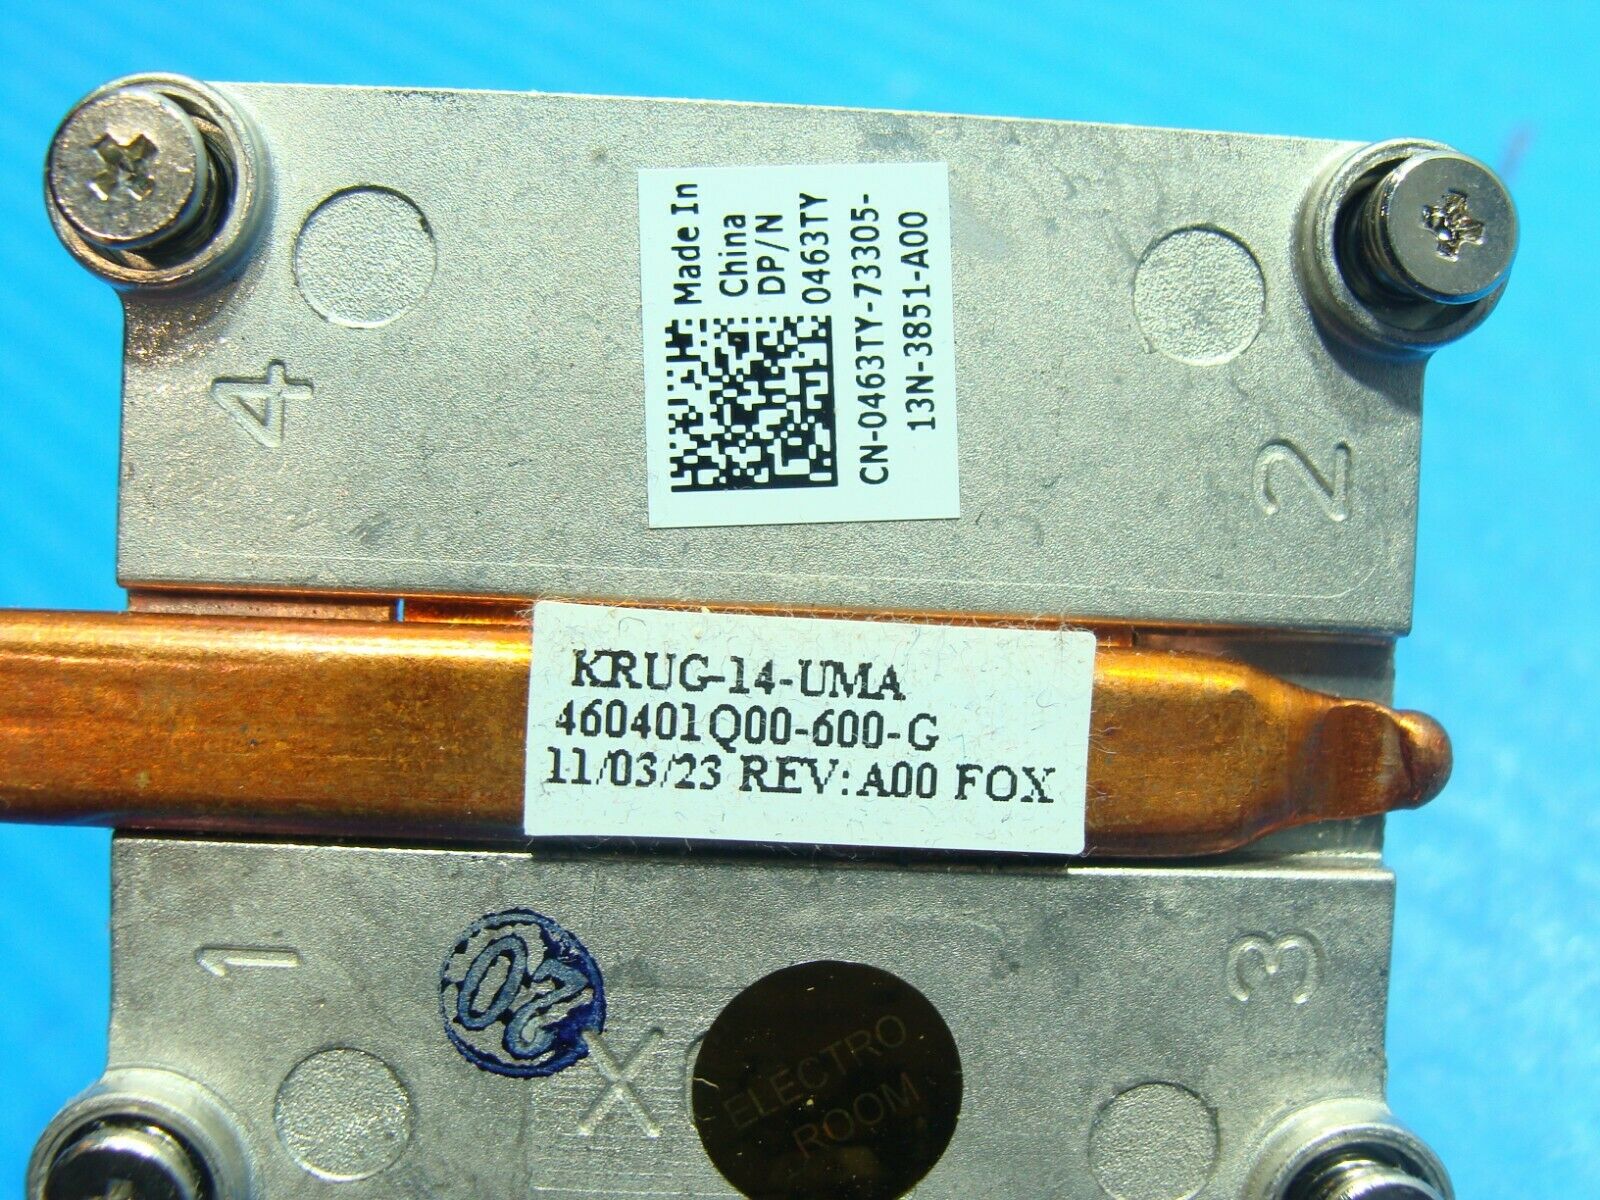 Made In
China
DP/N
0463TY
CN-0463TY-73305-
13N-3851-A00
4
2
KRUG-14-UMA
460401Q00-600-G
11/03/23 REV:A00 FOX
1
3
02
X
ELECTRO
ROOM